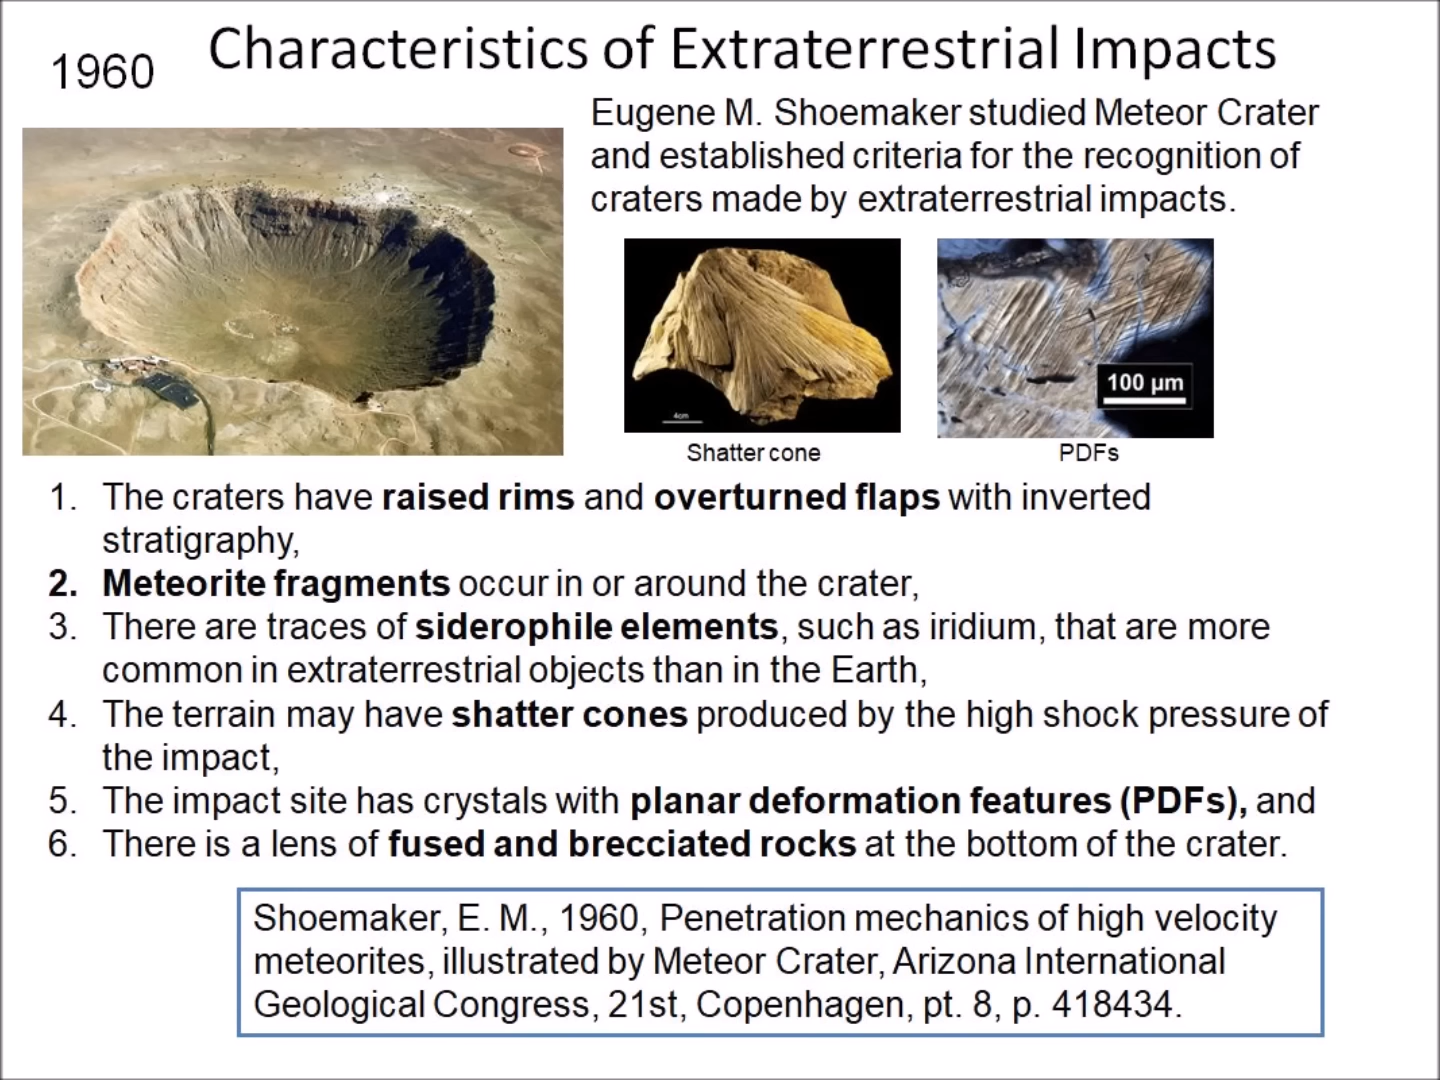 1960
Characteristics of Extraterrestrial Impacts
Eugene M. Shoemaker studied Meteor Crater
and established criteria for the recognition of
craters made by extraterrestrial impacts.
4cm
100 µm
Shatter cone
PDFs
1. The craters have raised rims and overturned flaps with inverted
stratigraphy,
2. Meteorite fragments occur in or around the crater,
3. There are traces of siderophile elements, such as iridium, that are more
common in extraterrestrial objects than in the Earth,
4. The terrain may have shatter cones produced by the high shock pressure of
the impact,
5. The impact site has crystals with planar deformation features (PDFs), and
6. There is a lens of fused and brecciated rocks at the bottom of the crater.
Shoemaker, E. M., 1960, Penetration mechanics of high velocity
meteorites, illustrated by Meteor Crater, Arizona International
Geological Congress, 21st, Copenhagen, pt. 8, p. 418434.